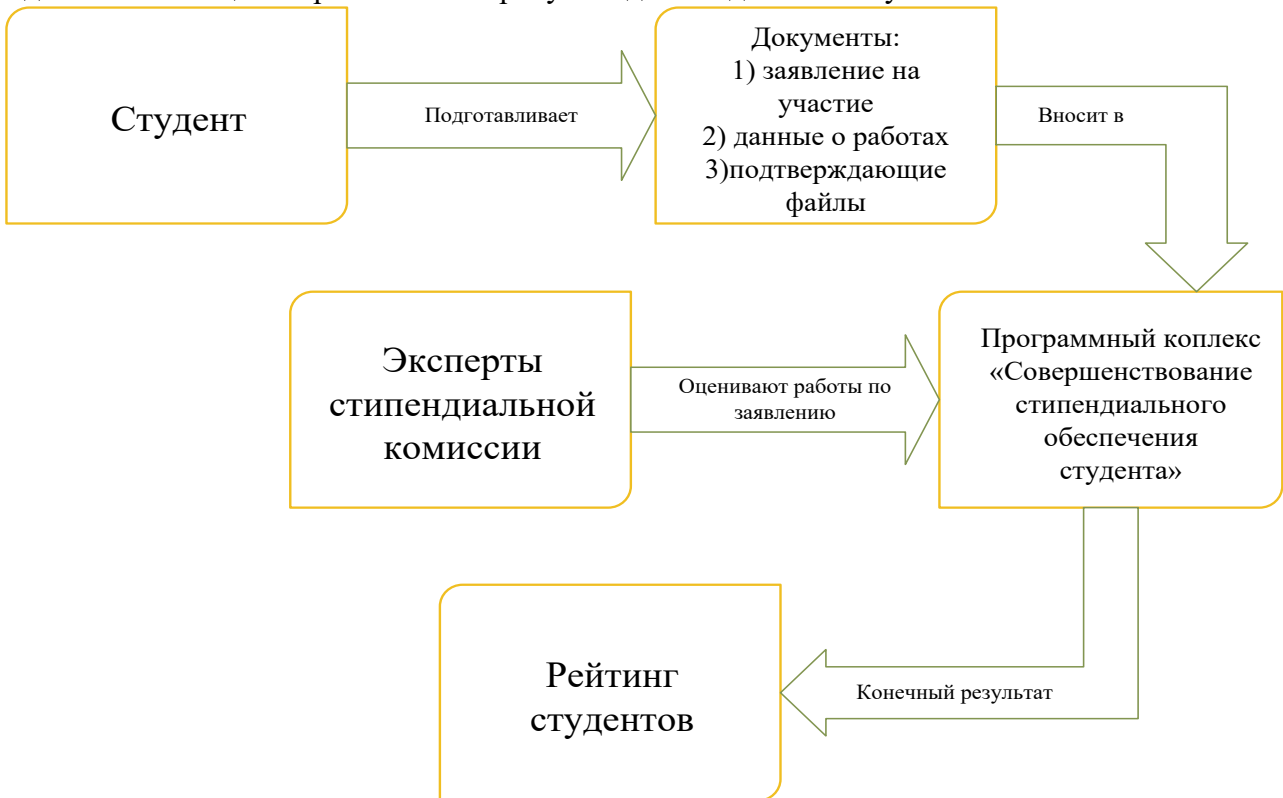 Студент
Подготавливает
Документы:
1) заявление на
участие
2) данные о работах
3)подтверждающие
файлы
Вносит в
Эксперты
стипендиальной
комиссии
Оценивают работы по
заявлению
Программный коплекс
«Совершенствование
стипендиального
обеспечения
студента»
Рейтинг
студентов
Конечный результат